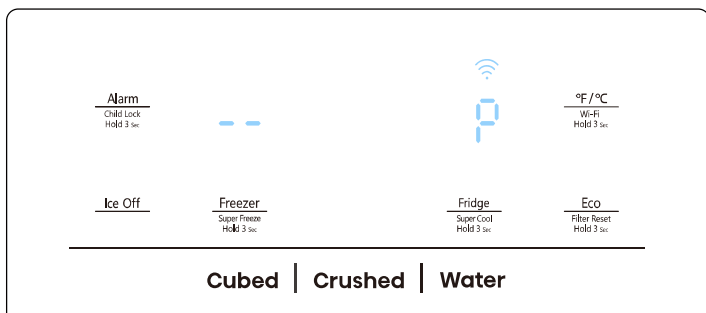 Alarm
Child Lock
Hold 3 Sec
-- P
°F/°C
Wi-Fi
Hold 3 Sec
Ice Off
Freezer
Super Freeze
Hold 3 Sec
Fridge
Super Cool
Hold 3 Sec
Eco
Filter Reset
Hold 3 Sec
Cubed | Crushed | Water